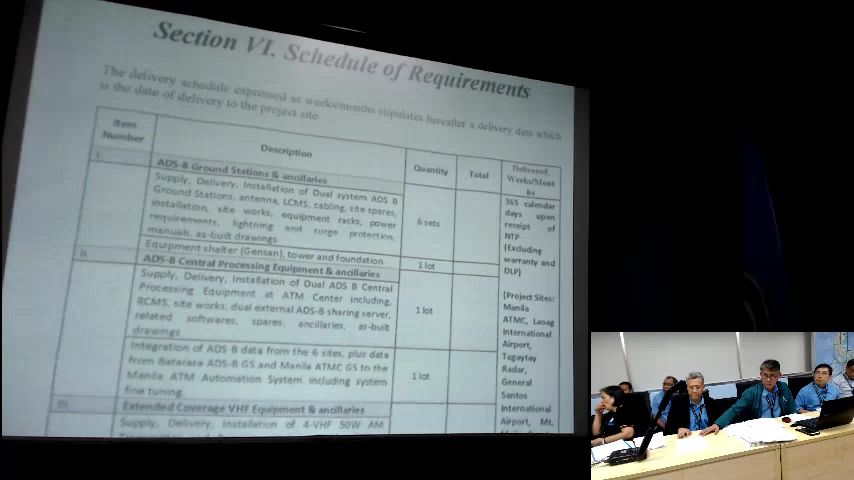 Section VI. Schedule of Requirements
The delivery schedule expressed as weeks/months stipulates hereafter a delivery date which
is the date of delivery to the project site.
Item
Number
Description
Quantity
Total
Delivered,
Weeks/Mont
hs
I
ADS-B Ground Stations & ancillaries
Supply, Delivery, Installation of Dual system ADS B
Ground Stations, antenna, LCMS, cabling, site spares,
installation, site works, equipment racks, power
requirements, lightning and surge protection,
manuals, as-built drawings
6 sets
Equipment shelter (Gensan), tower and foundation
1 lot
II
ADS-B Central Processing Equipment & ancillaries
Supply, Delivery, Installation of Dual ADS B Central
Processing Equipment at ATM Center including,
RCMS, site works, dual external ADS-B sharing server,
related softwares, spares, ancillaries, as-built
drawings
1 lot
Integration of ADS B data from the 6 sites, plus data
from Bataraza ADS-B GS and Manila ATMC GS to the
Manila ATM Automation System including system
fine tuning.
1 lot
III
Extended Coverage VHF Equipment & ancillaries
Supply, Delivery, Installation of 4-VHF 50W AM
365 calendar
days upon
receipt of
NTP
(Excluding
warranty and
DLP)
(Project Sites:
Manila
ATMC, Laoag
International
Airport,
Tagaytay
Radar,
General
Santos
International
Airport, Mt.